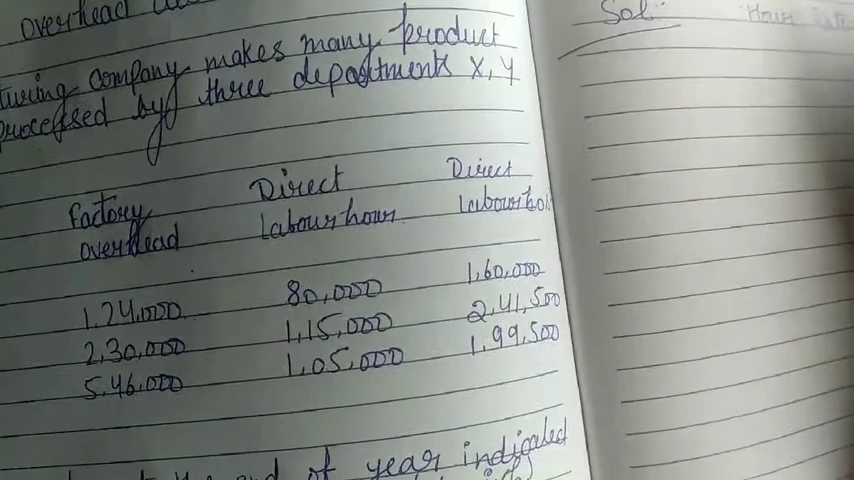 overhead
Sol:
turing company makes many product
processed by three departments X, Y
Factory Direct Direct
overhead labour hour labour
1,24,000 80,000 1,60,000
2,30,000 1,15,000 2,41,500
5,46,000 1,05,000 1,99,500
end of year indicated